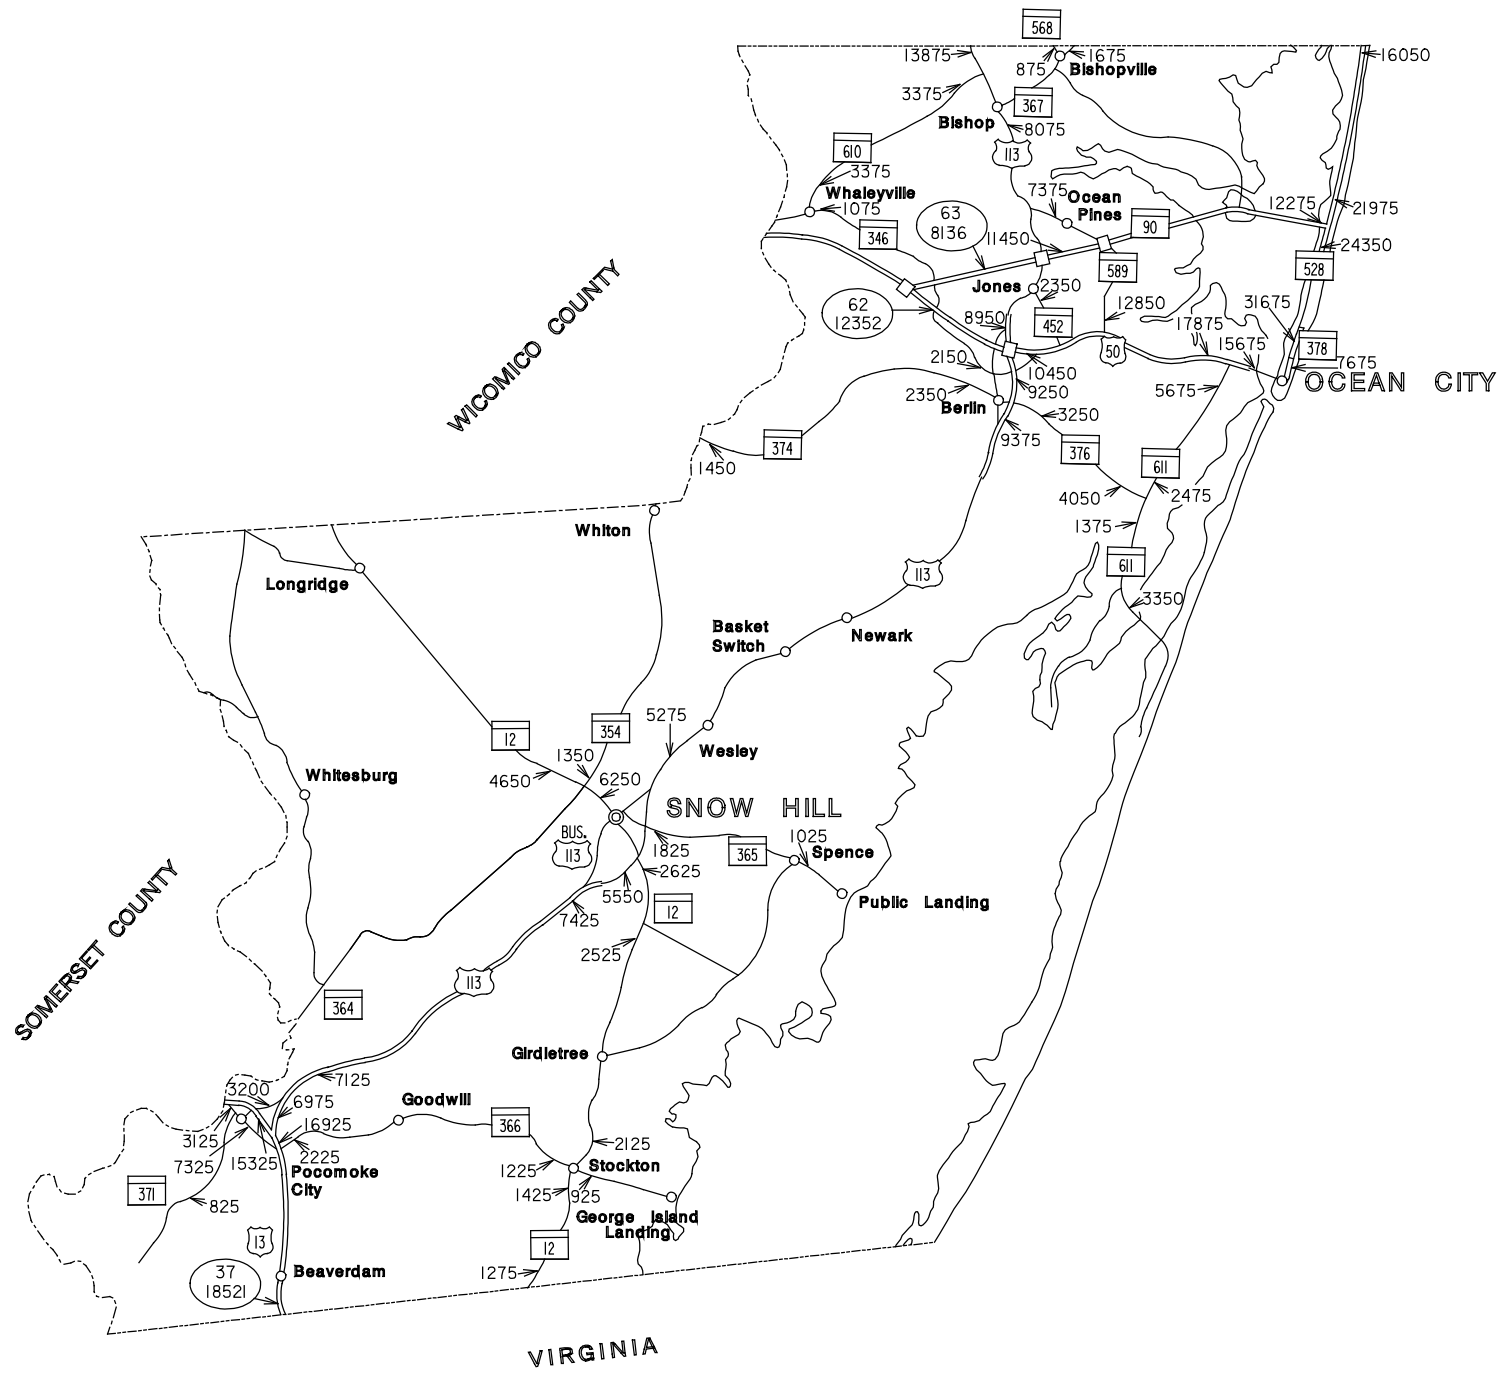 568
13875
875
1675
Bishopville
16050
3375
367
Bishop
8075
610
113
3375
Whaleyville
1075
7375
Ocean
Pines
12275
21975
63
8136
346
11450
90
24350
Jones
2350
589
528
62
12352
8950
452
12850
31675
17875
15675
50
378
7675
2150
10450
9250
5675
OCEAN CITY
2350
Berlin
3250
9375
WICOMICO COUNTY
374
1450
376
611
4050
2475
1375
Whiton
Longridge
113
611
3350
Basket
Switch
Newark
12
354
5275
Wesley
1350
4650
6250
Whitesburg
SNOW HILL
BUS.
113
1825
365
1025
Spence
2625
5550
7425
12
Public Landing
2525
SOMERSET COUNTY
113
364
Girdletree
7125
3200
6975
Goodwill
366
16925
3125
7325
15325
2225
2125
Pocomoke
City
1225
Stockton
371
825
1425
925
George Island
Landing
13
12
37
18521
Beaverdam
1275
VIRGINIA